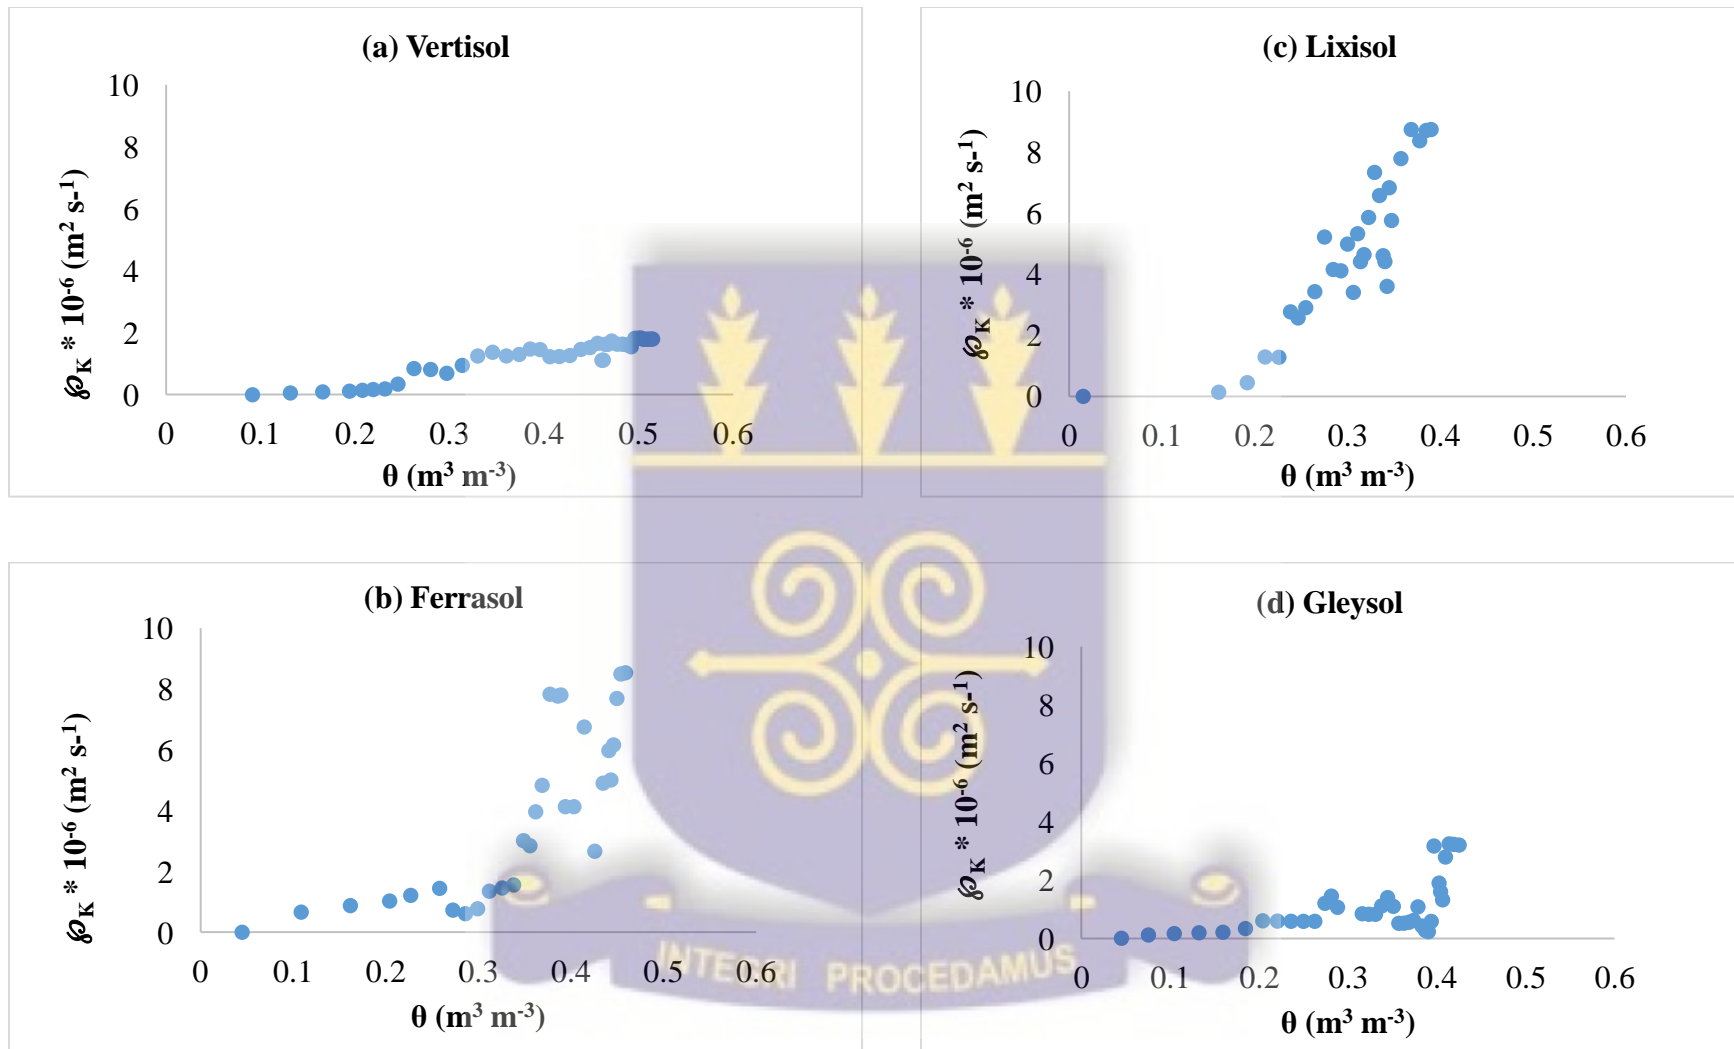 (a) Vertisol
10
8
6
4
2
0
0 0.1 0.2 0.3 0.4 0.5 0.6
℘K * 10-6 (m2 s-1)
θ (m3 m-3)
(c) Lixisol
10
8
6
4
2
0
0 0.1 0.2 0.3 0.4 0.5 0.6
℘K * 10-6 (m2 s-1)
θ (m3 m-3)
(b) Ferrasol
10
8
6
4
2
0
0 0.1 0.2 0.3 0.4 0.5 0.6
℘K * 10-6 (m2 s-1)
θ (m3 m-3)
(d) Gleysol
10
8
6
4
2
0
0 0.1 0.2 0.3 0.4 0.5 0.6
℘K * 10-6 (m2 s-1)
θ (m3 m-3)
INTEGRI PROCEDAMUS